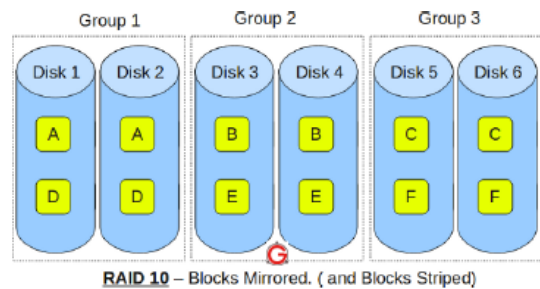 Group 1 Group 2 Group 3
Disk 1 Disk 2 Disk 3 Disk 4 Disk 5 Disk 6
A A B B C C
D D E E F F
G
RAID 10 – Blocks Mirrored. ( and Blocks Striped)